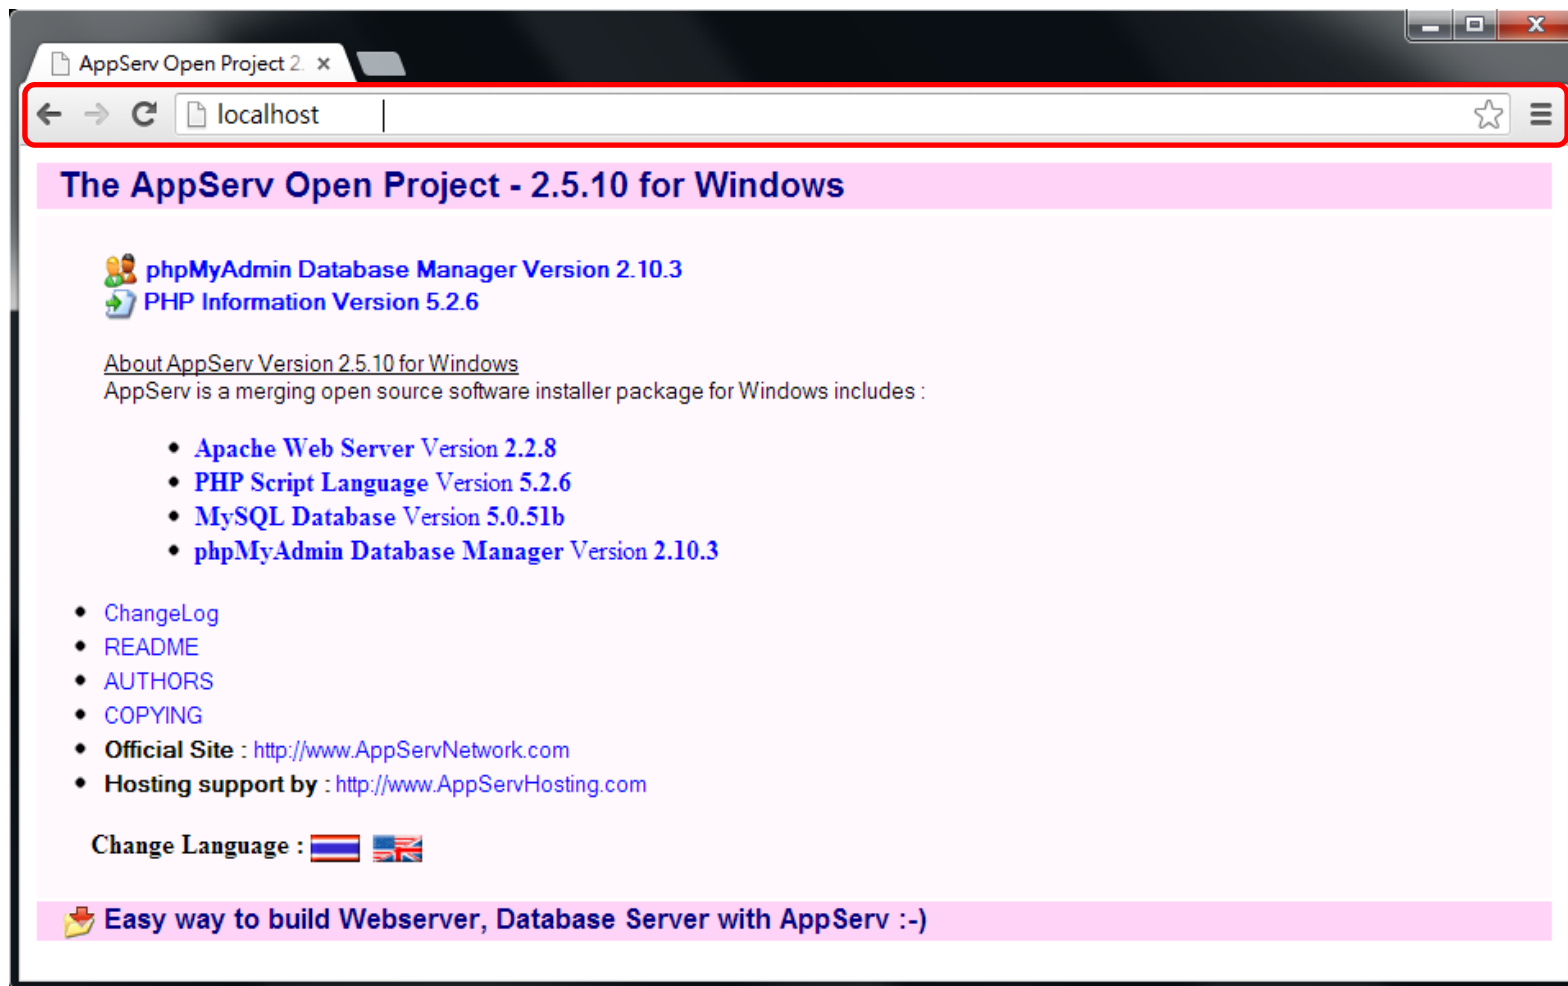 AppServ Open Project 2.
localhost
The AppServ Open Project - 2.5.10 for Windows
phpMyAdmin Database Manager Version 2.10.3
PHP Information Version 5.2.6
About AppServ Version 2.5.10 for Windows
AppServ is a merging open source software installer package for Windows includes :
Apache Web Server Version 2.2.8
PHP Script Language Version 5.2.6
MySQL Database Version 5.0.51b
phpMyAdmin Database Manager Version 2.10.3
ChangeLog
README
AUTHORS
COPYING
Official Site : http://www.AppServNetwork.com
Hosting support by : http://www.AppServHosting.com
Change Language :
Easy way to build Webserver, Database Server with AppServ :-)